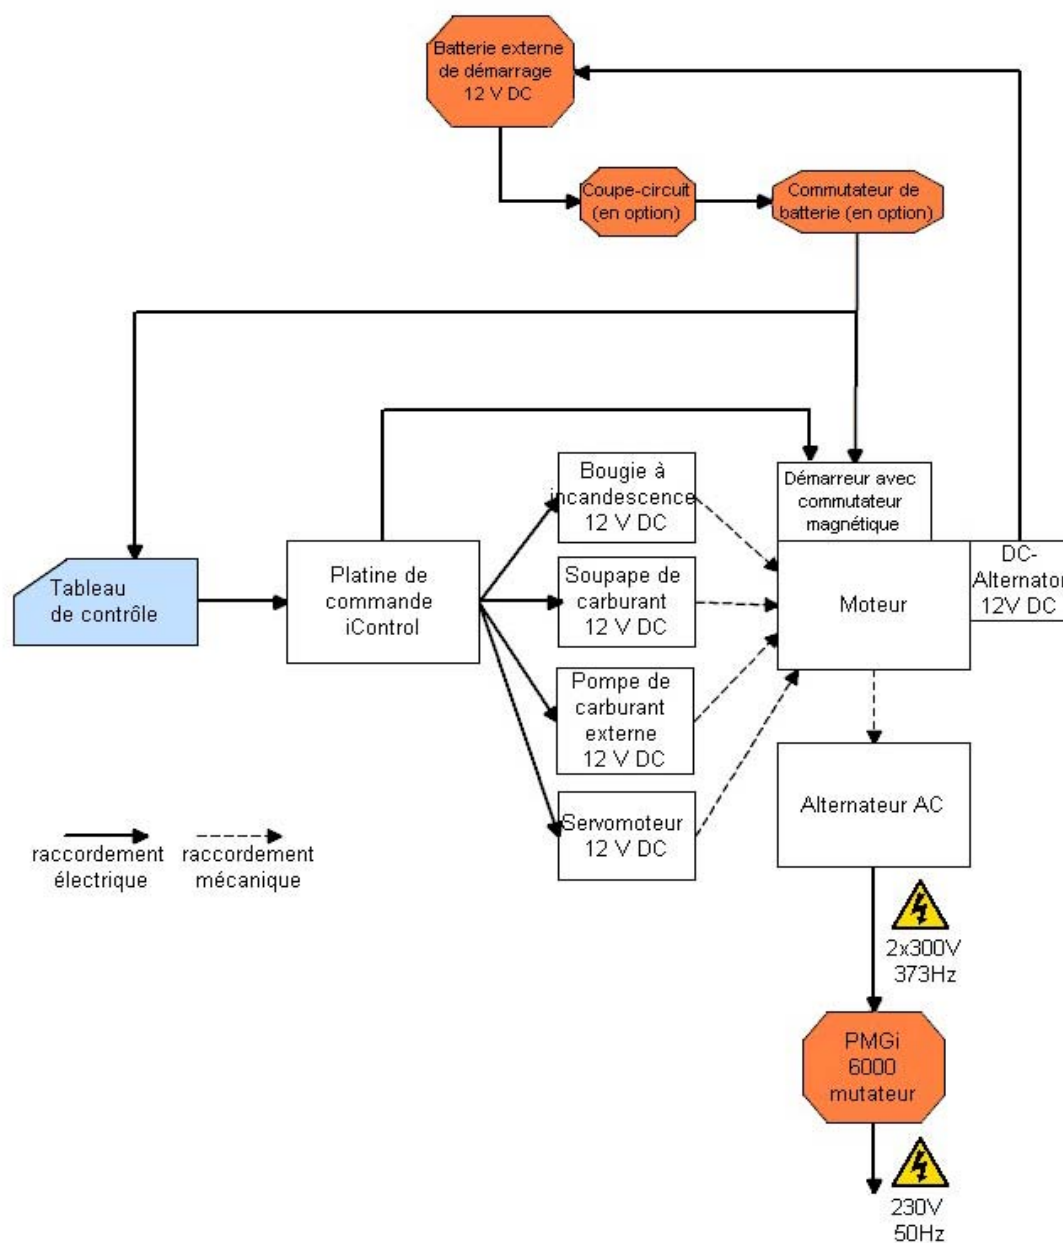 Batterie externe
de démarrage
12 V DC
Coupe-circuit
(en option)
Commutateur de
batterie (en option)
Démarreur avec
commutateur
magnétique
Bougie à
incandescence
12 V DC
Tableau
de contrôle
Platine de
commande
iControl
Soupape de
carburant
12 V DC
Moteur
DC-
Alternator
12V DC
Pompe de
carburant
externe
12 V DC
Servomoteur
12 V DC
Alternateur AC
raccordement
électrique
raccordement
mécanique
2x300V
373Hz
PMGi
6000
mutateur
230V
50Hz